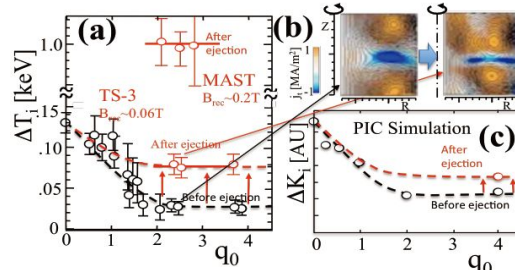 (a)
After ejection
1.0
MAST
B_rec~0.2T
TS-3
B_rec~0.06T
ΔT_i [keV]
.15
.10
.05
0
After ejection
Before ejection
0 1 2 3 4
q_0
(b)
Z
R
j_t [MA/m²]
1
-1
R
PIC Simulation
(c)
ΔK_i [AU]
After ejection
Before ejection
0 1 2 3 4
q_0